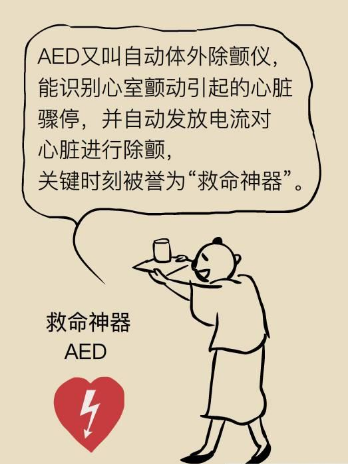 AED又叫自动体外除颤仪，
能识别心室颤动引起的心脏
骤停，并自动发放电流对
心脏进行除颤，
关键时刻被誉为“救命神器”。
救命神器
AED